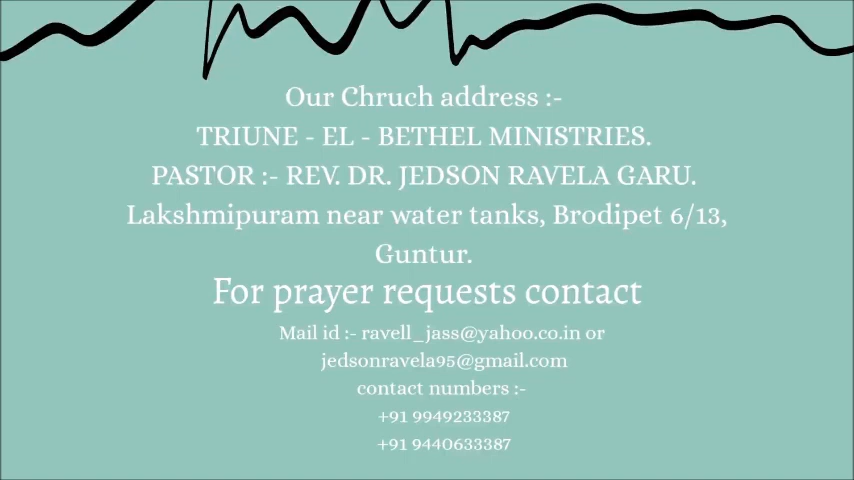 Our Chruch address :-
TRIUNE - EL - BETHEL MINISTRIES.
PASTOR :- REV. DR. JEDSON RAVELA GARU.
Lakshmipuram near water tanks, Brodipet 6/13,
Guntur.
For prayer requests contact
Mail id :- ravell_jass@yahoo.co.in or
jedsonravela95@gmail.com
contact numbers :-
+91 9949233387
+91 9440633387